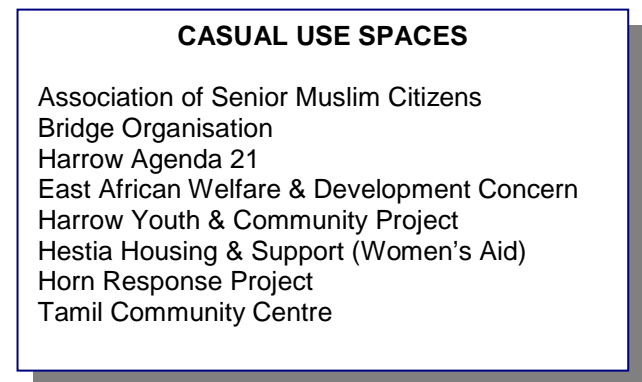 CASUAL USE SPACES
Association of Senior Muslim Citizens
Bridge Organisation
Harrow Agenda 21
East African Welfare & Development Concern
Harrow Youth & Community Project
Hestia Housing & Support (Women's Aid)
Horn Response Project
Tamil Community Centre